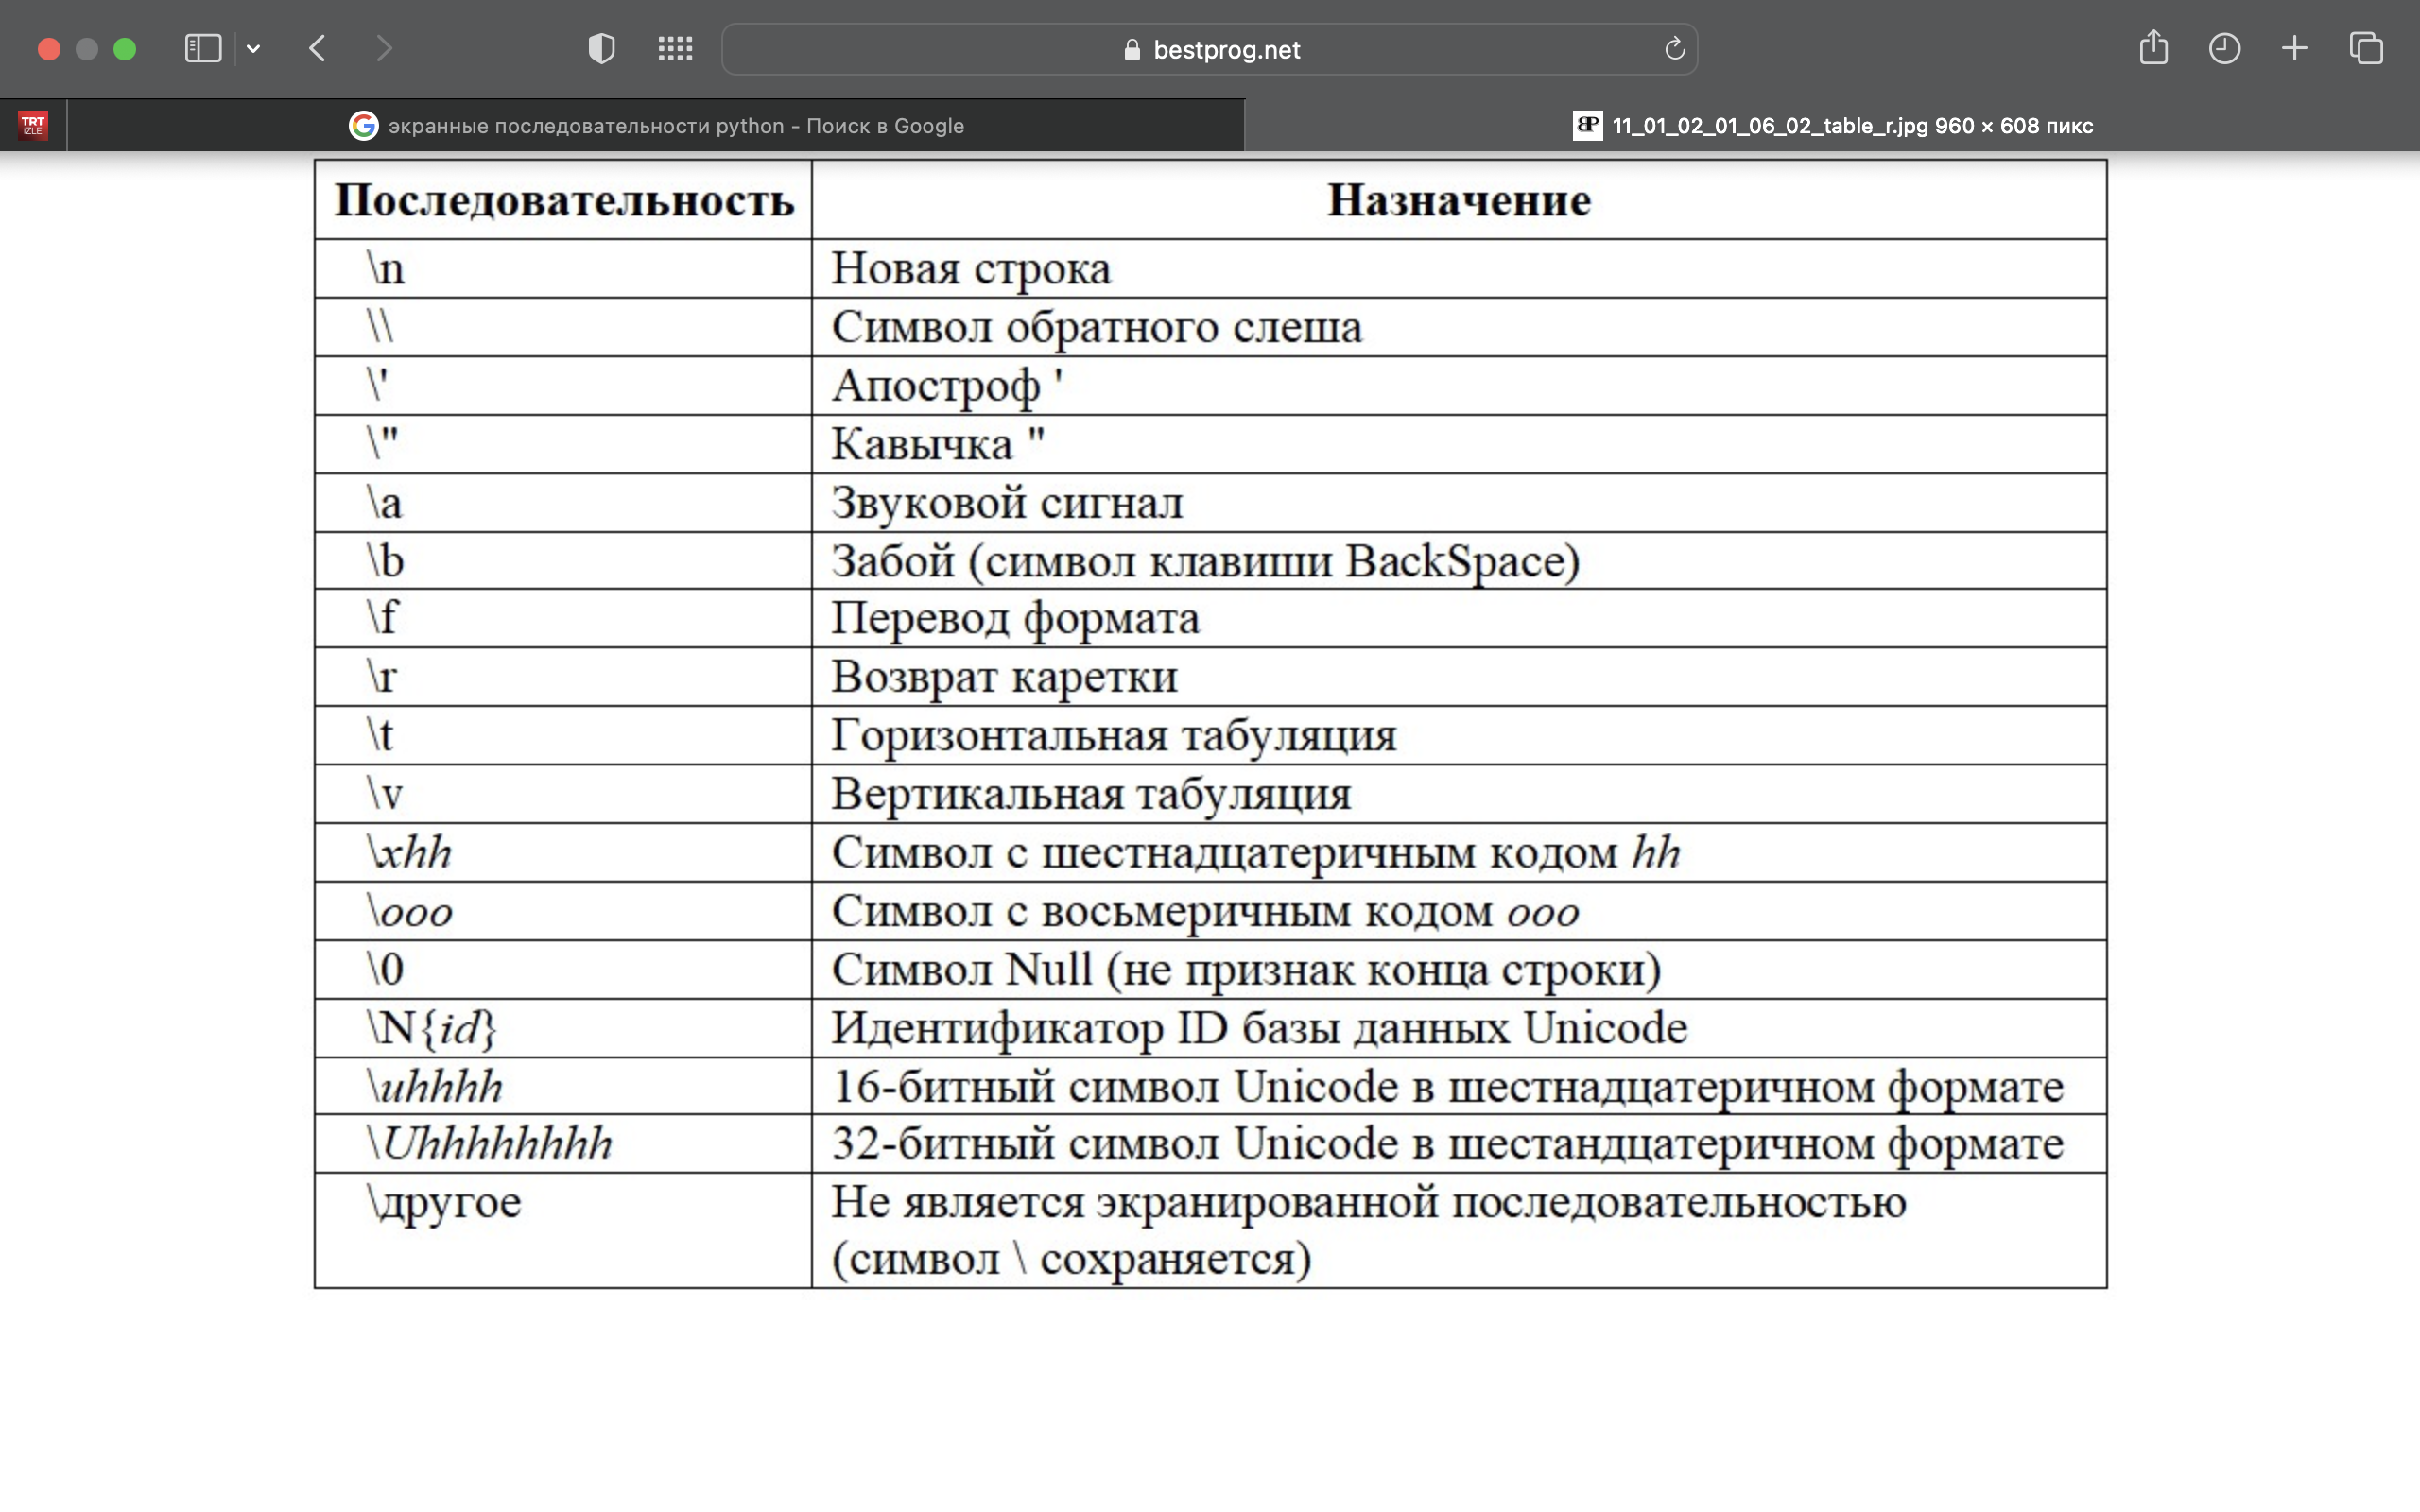 bestprog.net
TRT
IZLE
экранные последовательности python - Поиск в Google
BP 11_01_02_01_06_02_table_r.jpg 960 × 608 пикс
Последовательность Назначение
\n Новая строка
\\ Символ обратного слеша
\' Апостроф '
\" Кавычка "
\a Звуковой сигнал
\b Забой (символ клавиши BackSpace)
\f Перевод формата
\r Возврат каретки
\t Горизонтальная табуляция
\v Вертикальная табуляция
\xhh Символ с шестнадцатеричным кодом hh
\ooo Символ с восьмеричным кодом ooo
\0 Символ Null (не признак конца строки)
\N{id} Идентификатор ID базы данных Unicode
\uhhhh 16-битный символ Unicode в шестнадцатеричном формате
\Uhhhhhhhh 32-битный символ Unicode в шестандцатеричном формате
\другое Не является экранированной последовательностью
(символ \ сохраняется)